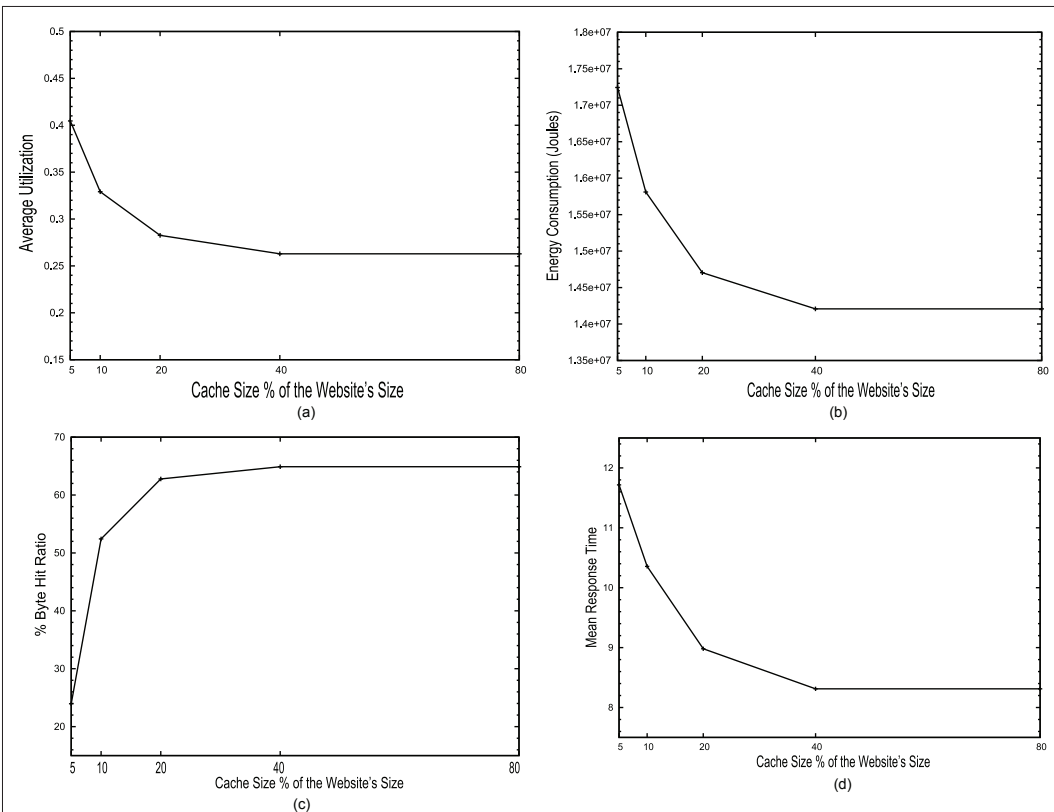 0.5
0.45
0.4
0.35
0.3
0.25
0.2
0.15
Average Utilization
5 10 20 40 80
Cache Size % of the Website's Size
(a)
1.8e+07
1.75e+07
1.7e+07
1.65e+07
1.6e+07
1.55e+07
1.5e+07
1.45e+07
1.4e+07
1.35e+07
Energy Consumption (Joules)
5 10 20 40 80
Cache Size % of the Website's Size
(b)
70
60
50
40
30
20
% Byte Hit Ratio
5 10 20 40 80
Cache Size % of the Website's Size
(c)
12
11
10
9
8
Mean Response Time
5 10 20 40 80
Cache Size % of the Website's Size
(d)